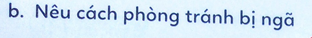 b. Nêu cách phòng tránh bị ngã